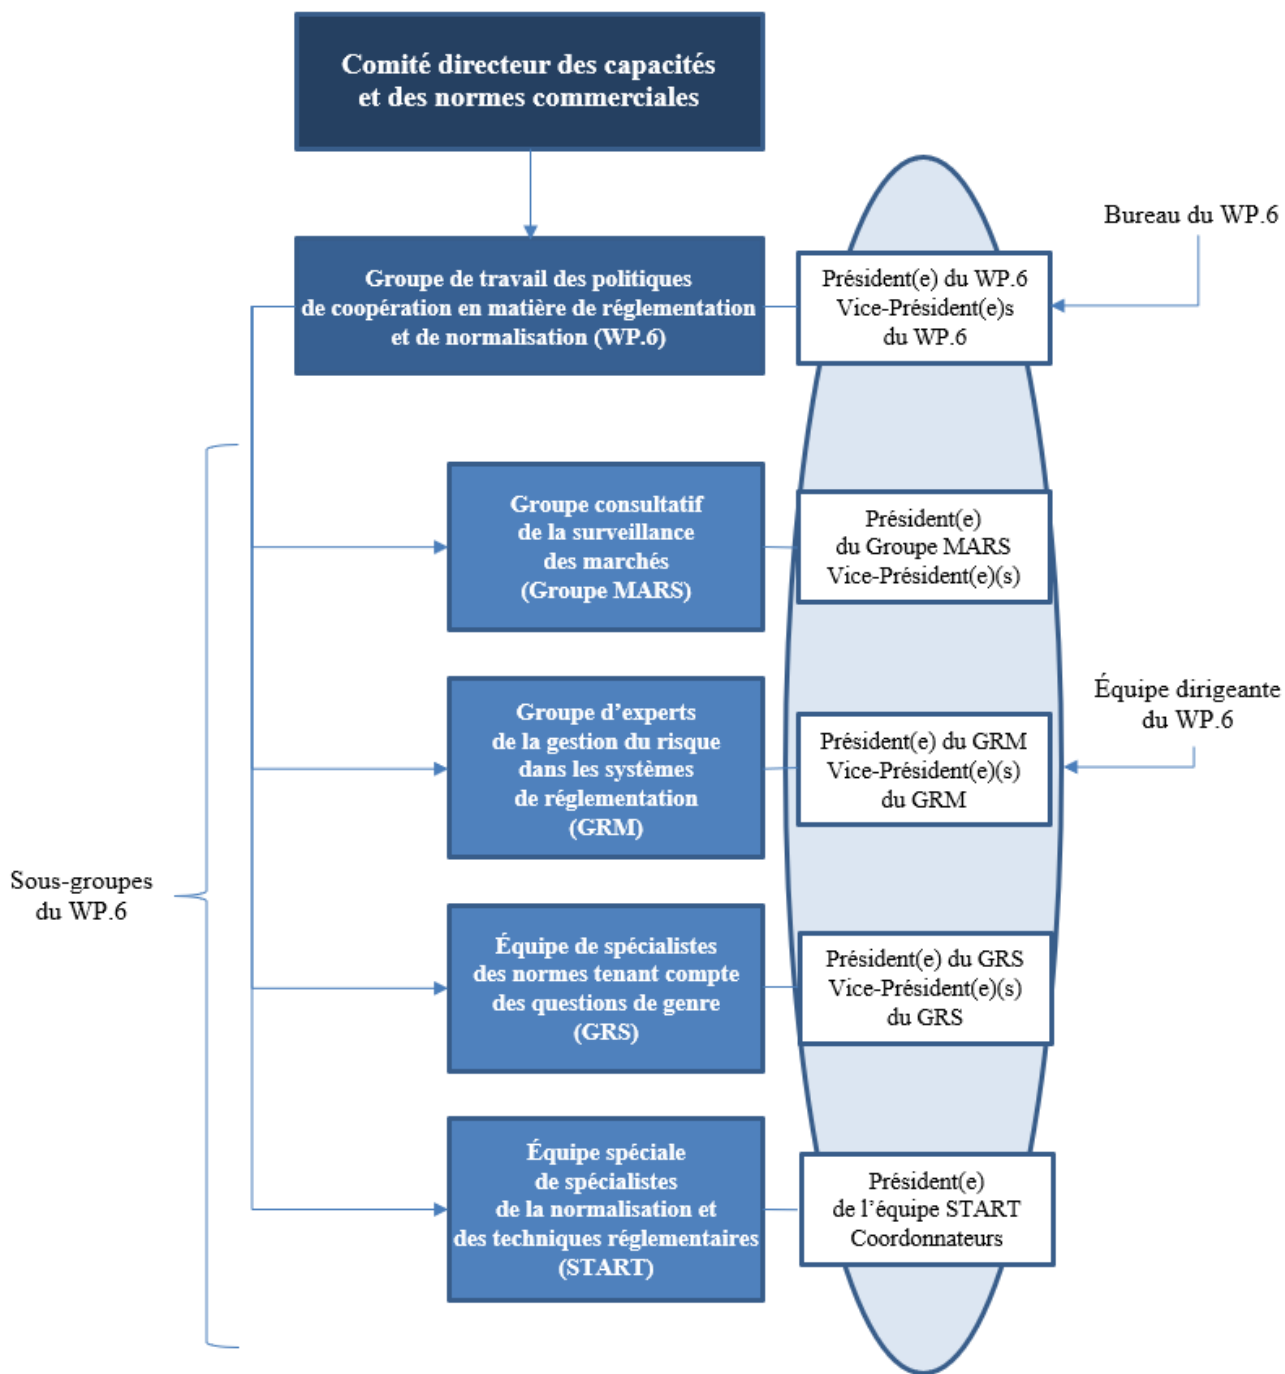 Comité directeur des capacités
et des normes commerciales
Bureau du WP.6
Groupe de travail des politiques
de coopération en matière de réglementation
et de normalisation (WP.6)
Président(e) du WP.6
Vice-Président(e)s
du WP.6
Groupe consultatif
de la surveillance
des marchés
(Groupe MARS)
Président(e)
du Groupe MARS
Vice-Président(e)(s)
Groupe d’experts
de la gestion du risque
dans les systèmes
de réglementation
(GRM)
Président(e) du GRM
Vice-Président(e)(s)
du GRM
Équipe dirigeante
du WP.6
Sous-groupes
du WP.6
Équipe de spécialistes
des normes tenant compte
des questions de genre
(GRS)
Président(e) du GRS
Vice-Président(e)(s)
du GRS
Équipe spéciale
de spécialistes
de la normalisation et
des techniques réglementaires
(START)
Président(e)
de l’équipe START
Coordonnateurs